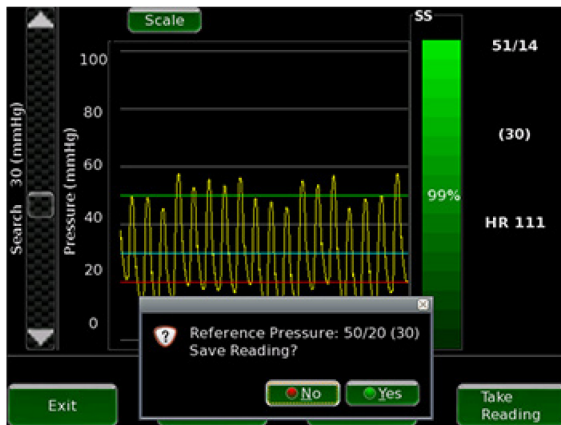 Scale
SS
100
80
60
40
20
0
Pressure (mmHg)
Search 30 (mmHg)
99%
51/14
(30)
HR 111
?
Reference Pressure: 50/20 (30)
Save Reading?
No
Yes
Exit
Take
Reading